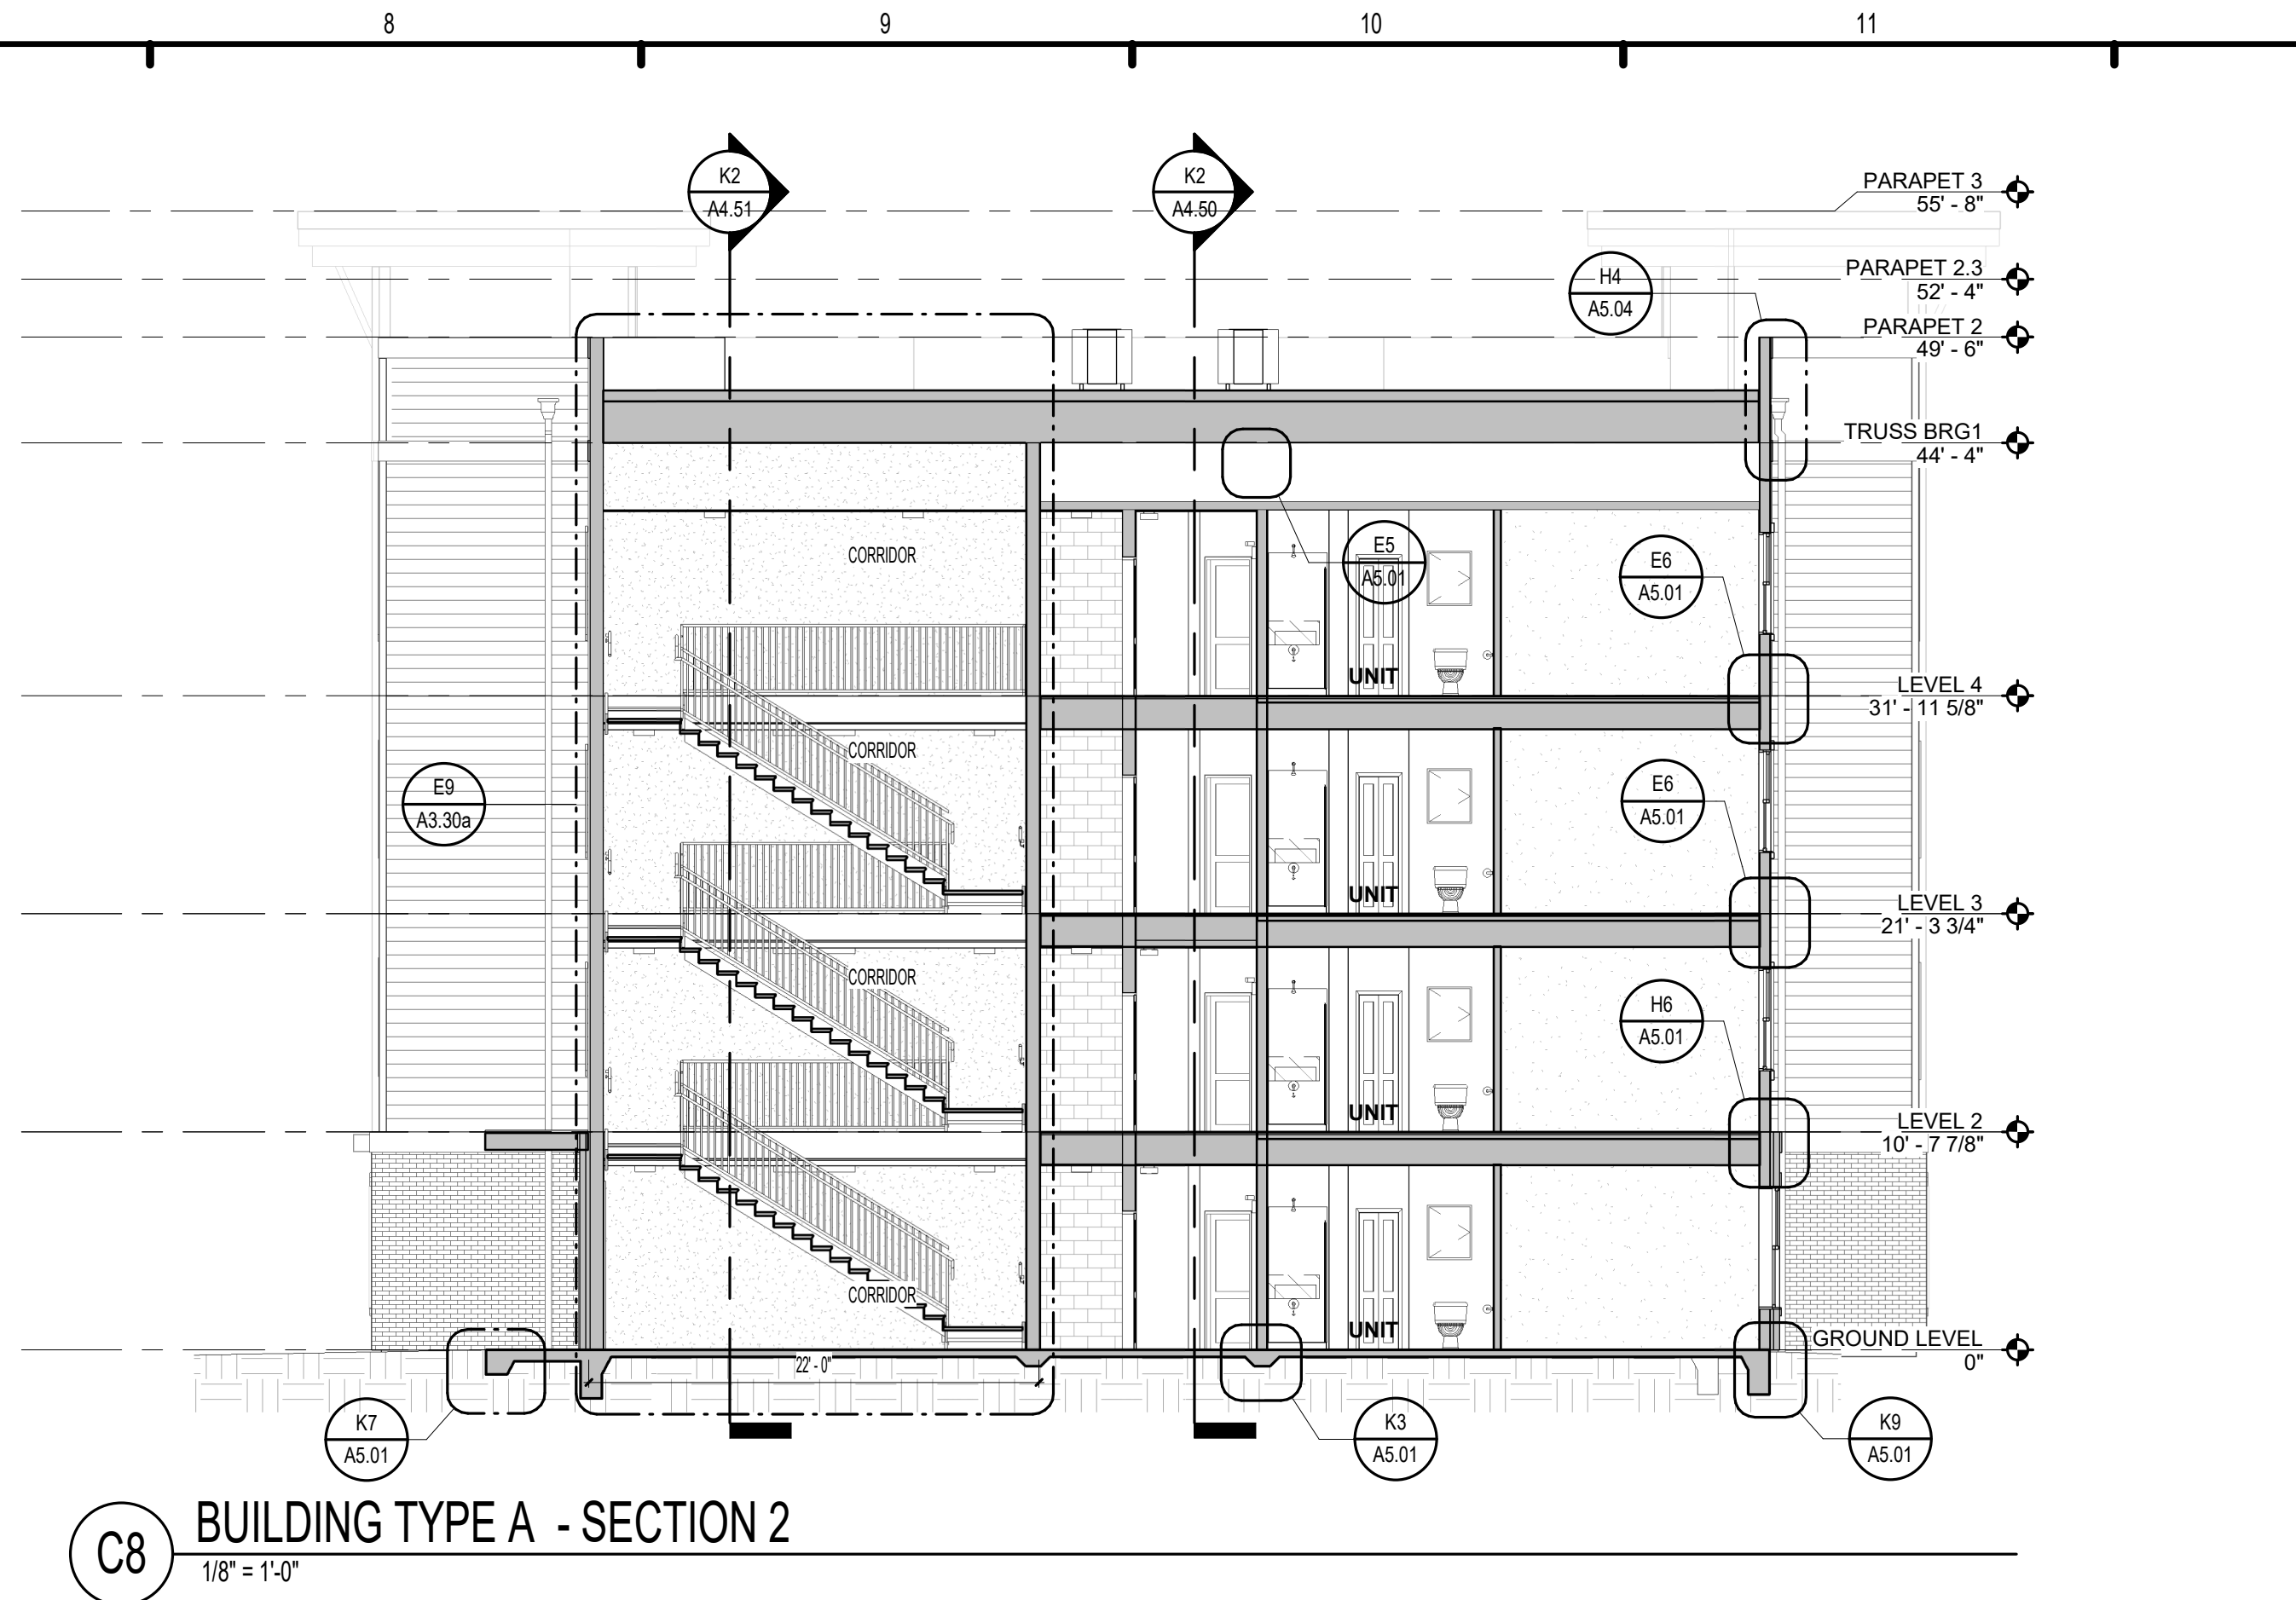 8
9
10
11
K2
A4.51
K2
A4.50
PARAPET 3
55' - 8"
H4
A5.04
PARAPET 2.3
52' - 4"
PARAPET 2
49' - 6"
TRUSS BRG1
44' - 4"
CORRIDOR
E5
A5.01
E6
A5.01
UNIT
LEVEL 4
31' - 11 5/8"
CORRIDOR
E9
A3.30a
E6
A5.01
UNIT
LEVEL 3
21' - 3 3/4"
CORRIDOR
H6
A5.01
UNIT
LEVEL 2
10' - 7 7/8"
CORRIDOR
UNIT
GROUND LEVEL
0"
22' - 0"
K7
A5.01
K3
A5.01
K9
A5.01
C8
BUILDING TYPE A - SECTION 2
1/8" = 1'-0"